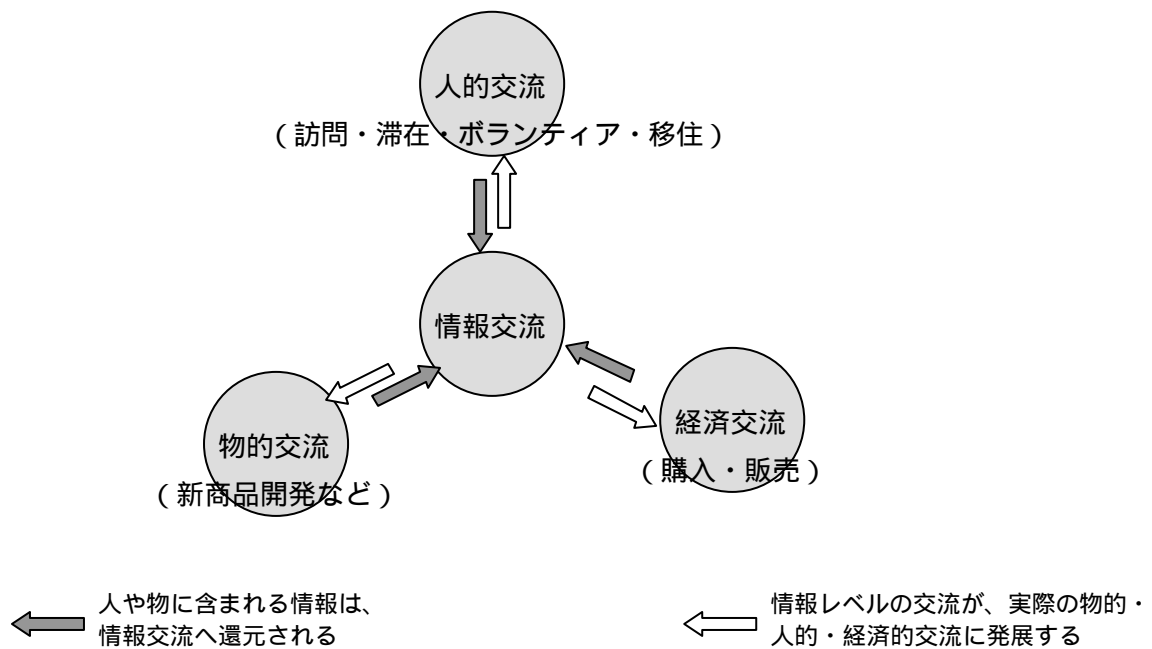 人的交流
(訪問・滞在・ボランティア・移住)
情報交流
経済交流
(購入・販売)
物的交流
(新商品開発など)
人や物に含まれる情報は、
情報交流へ還元される
情報レベルの交流が、実際の物的・
人的・経済的交流に発展する